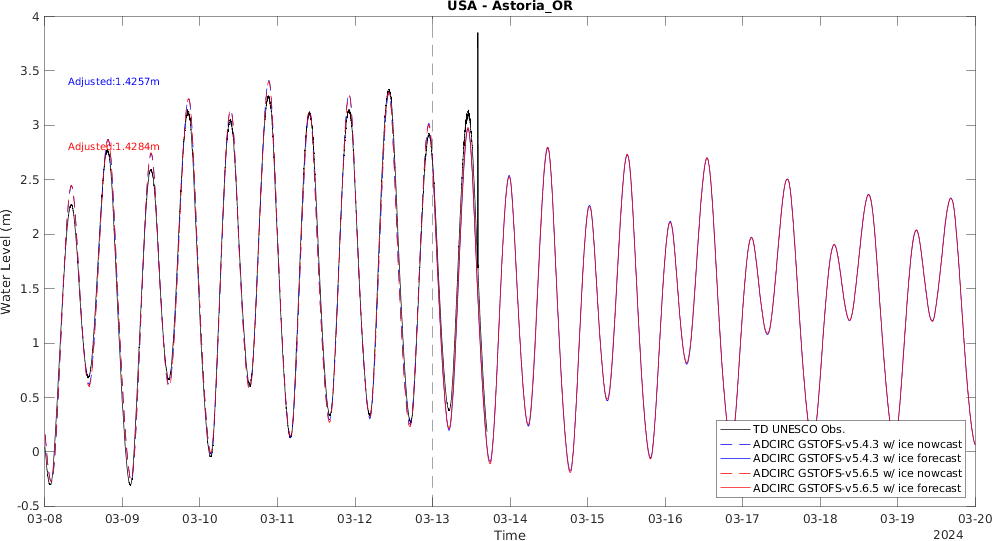 USA - Astoria_OR
Water Level (m)
4
3.5
3
2.5
2
1.5
1
0.5
0
-0.5
Adjusted:1.4257m
Adjusted:1.4284m
TD UNESCO Obs.
ADCIRC GSTOFS-v5.4.3 w/ ice nowcast
ADCIRC GSTOFS-v5.4.3 w/ ice forecast
ADCIRC GSTOFS-v5.6.5 w/ ice nowcast
ADCIRC GSTOFS-v5.6.5 w/ ice forecast
03-08 03-09 03-10 03-11 03-12 03-13 03-14 03-15 03-16 03-17 03-18 03-19 03-20
Time
2024